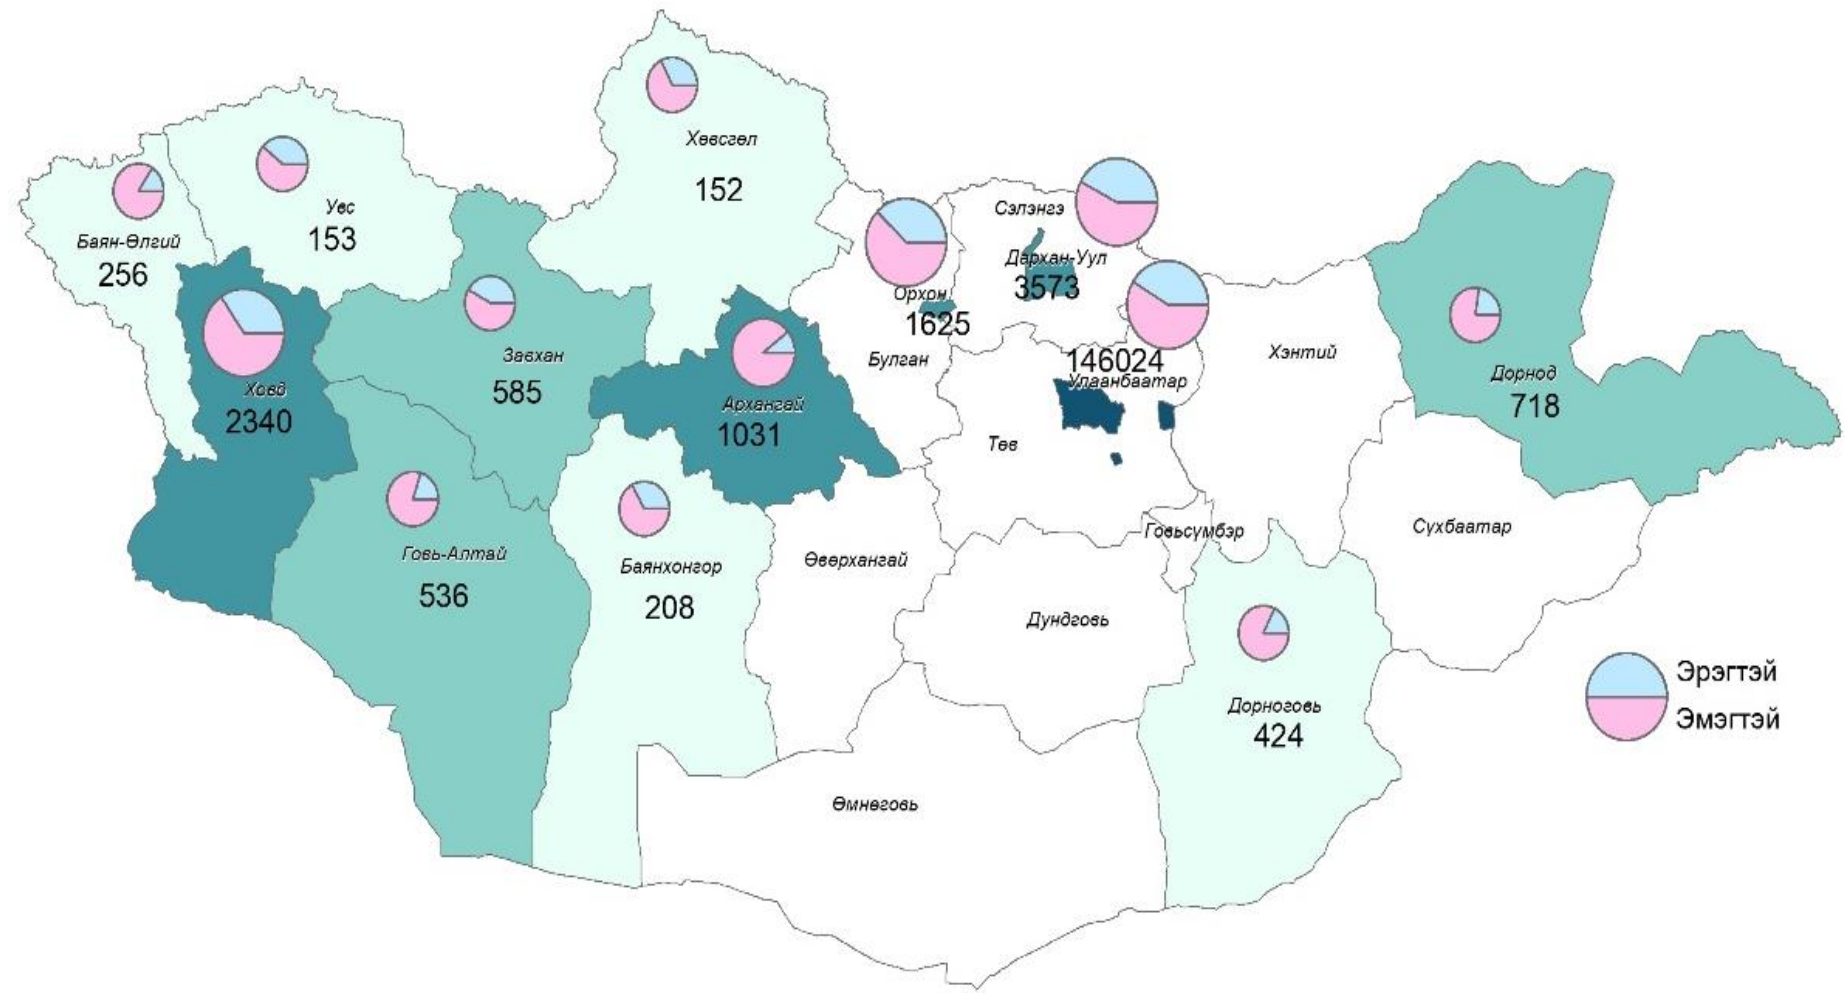 Хөвсгөл
152
Увс
153
Баян-Өлгий
256
Сэлэнгэ
Дархан-Уул
3573
Орхон
1625
Булган
146024
Улаанбаатар
Хэнтий
Дорнод
718
Завхан
585
Ховд
2340
Архангай
1031
Төв
Говь-Алтай
536
Баянхонгор
208
Өвөрхангай
Говьсүмбэр
Сүхбаатар
Дундговь
Дорноговь
424
Өмнөговь
Эрэгтэй
Эмэгтэй